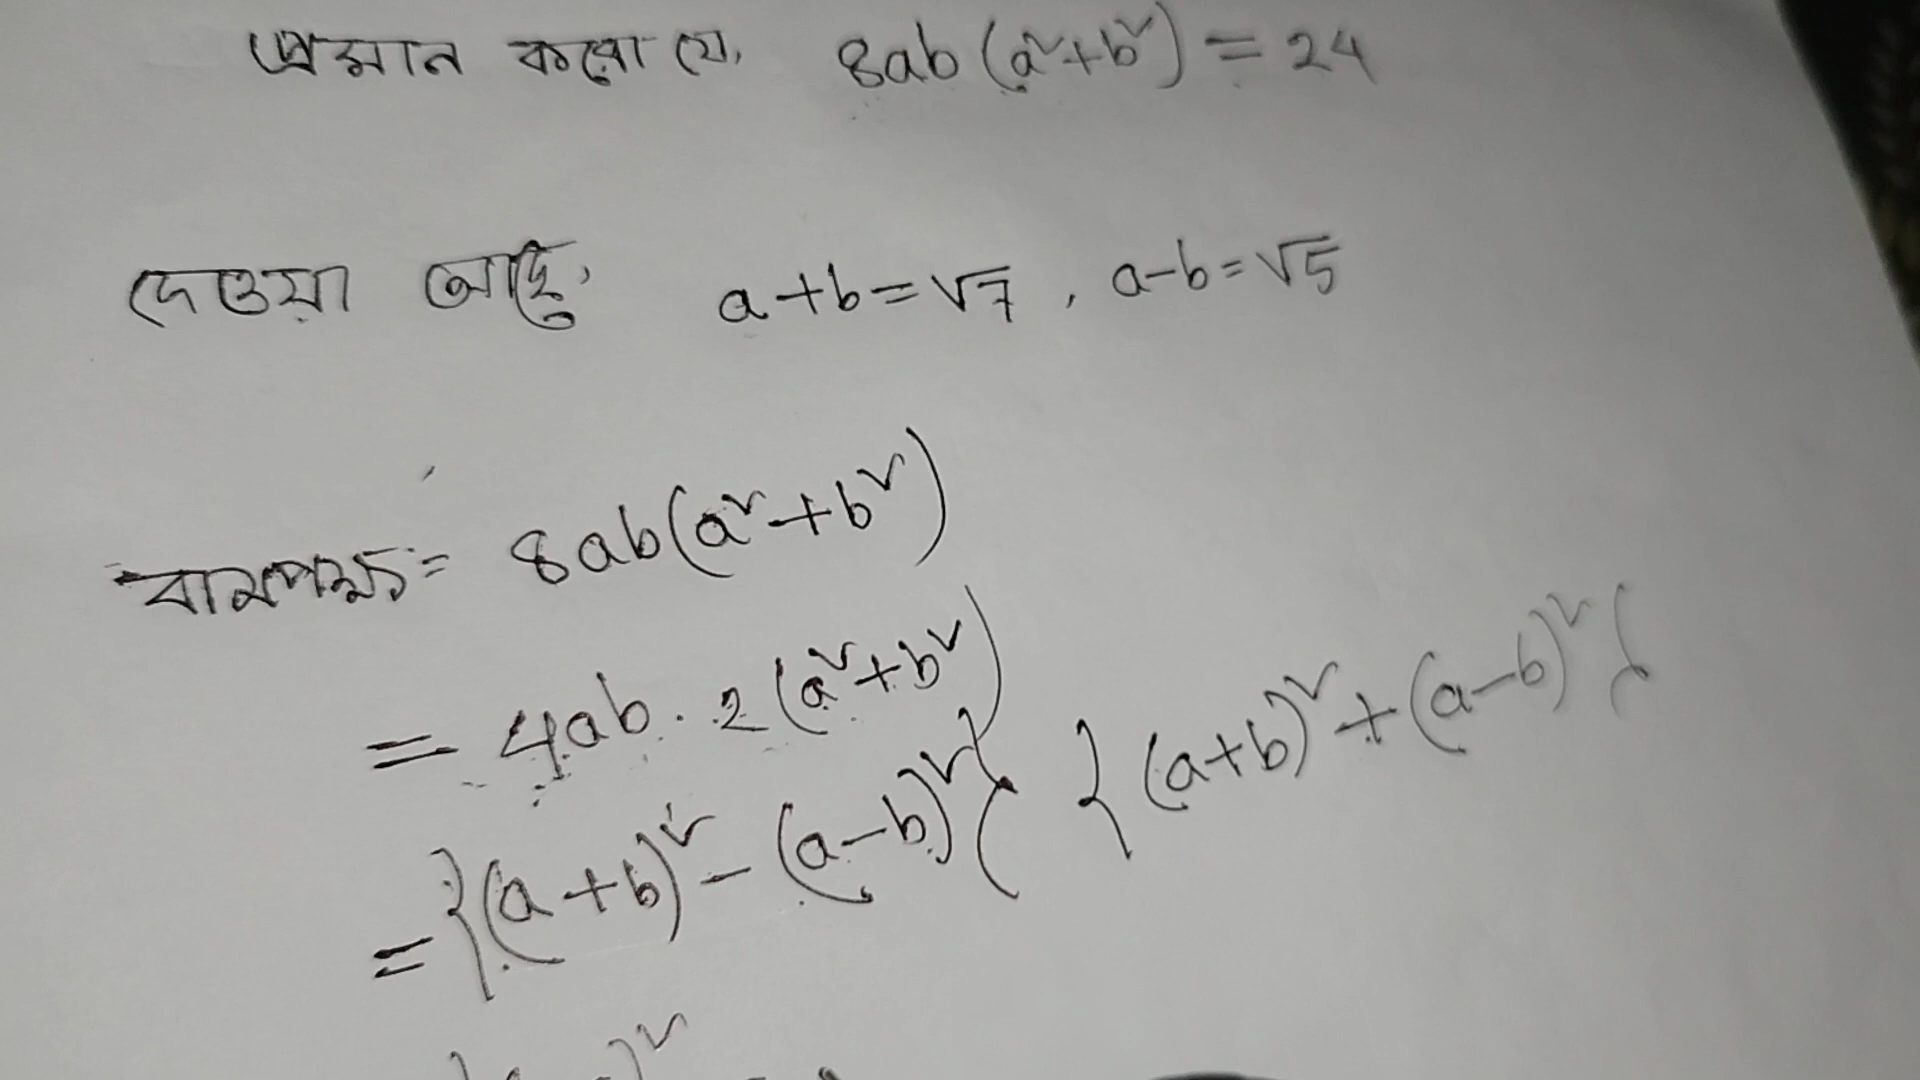 প্রমান করো যে, 8ab(a²+b²) = 24
দেওয়া আছে, a+b=√7, a-b=√5
বামপক্ষ = 8ab(a²+b²)
= 4ab. 2(a²+b²)
= {(a+b)² - (a-b)²} {(a+b)² + (a-b)²}